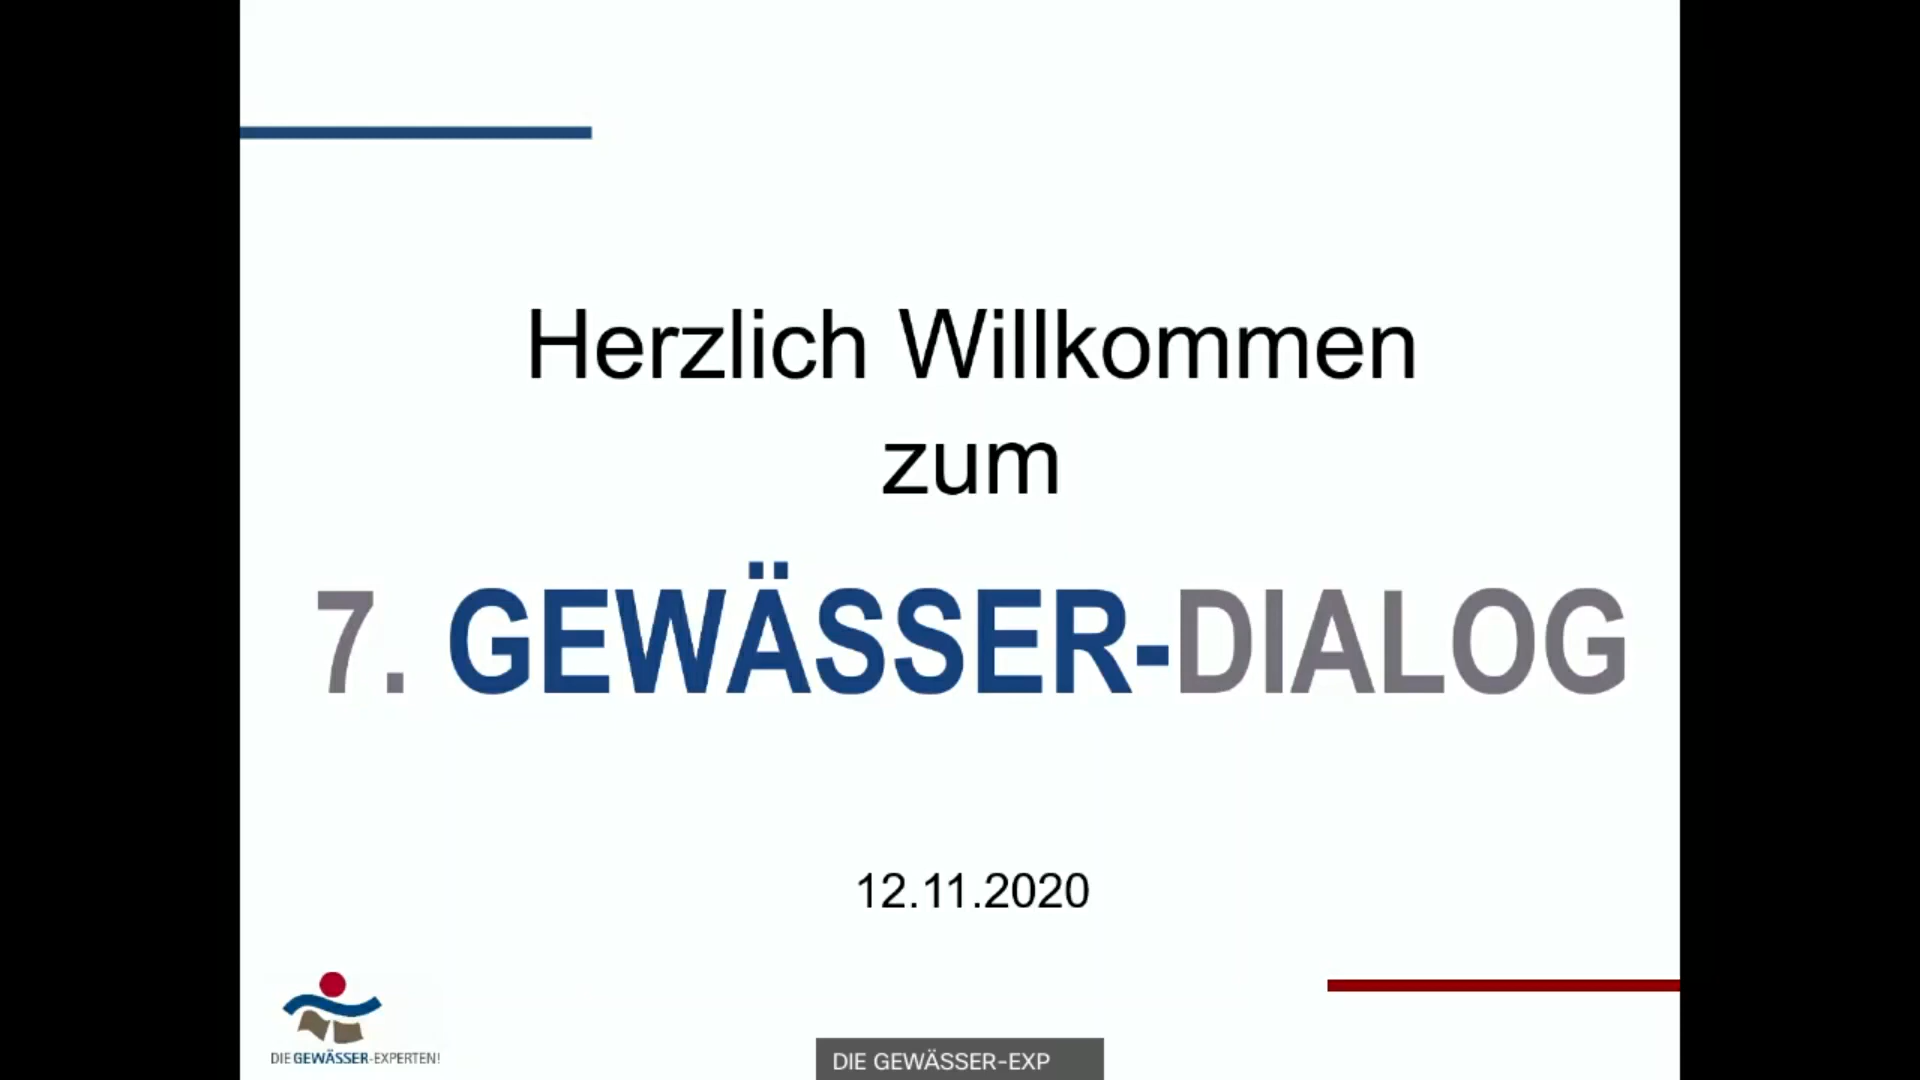 Herzlich Willkommen
zum
7. GEWÄSSER-DIALOG
12.11.2020
DIE GEWÄSSER-EXPERTEN!
DIE GEWÄSSER-EXP